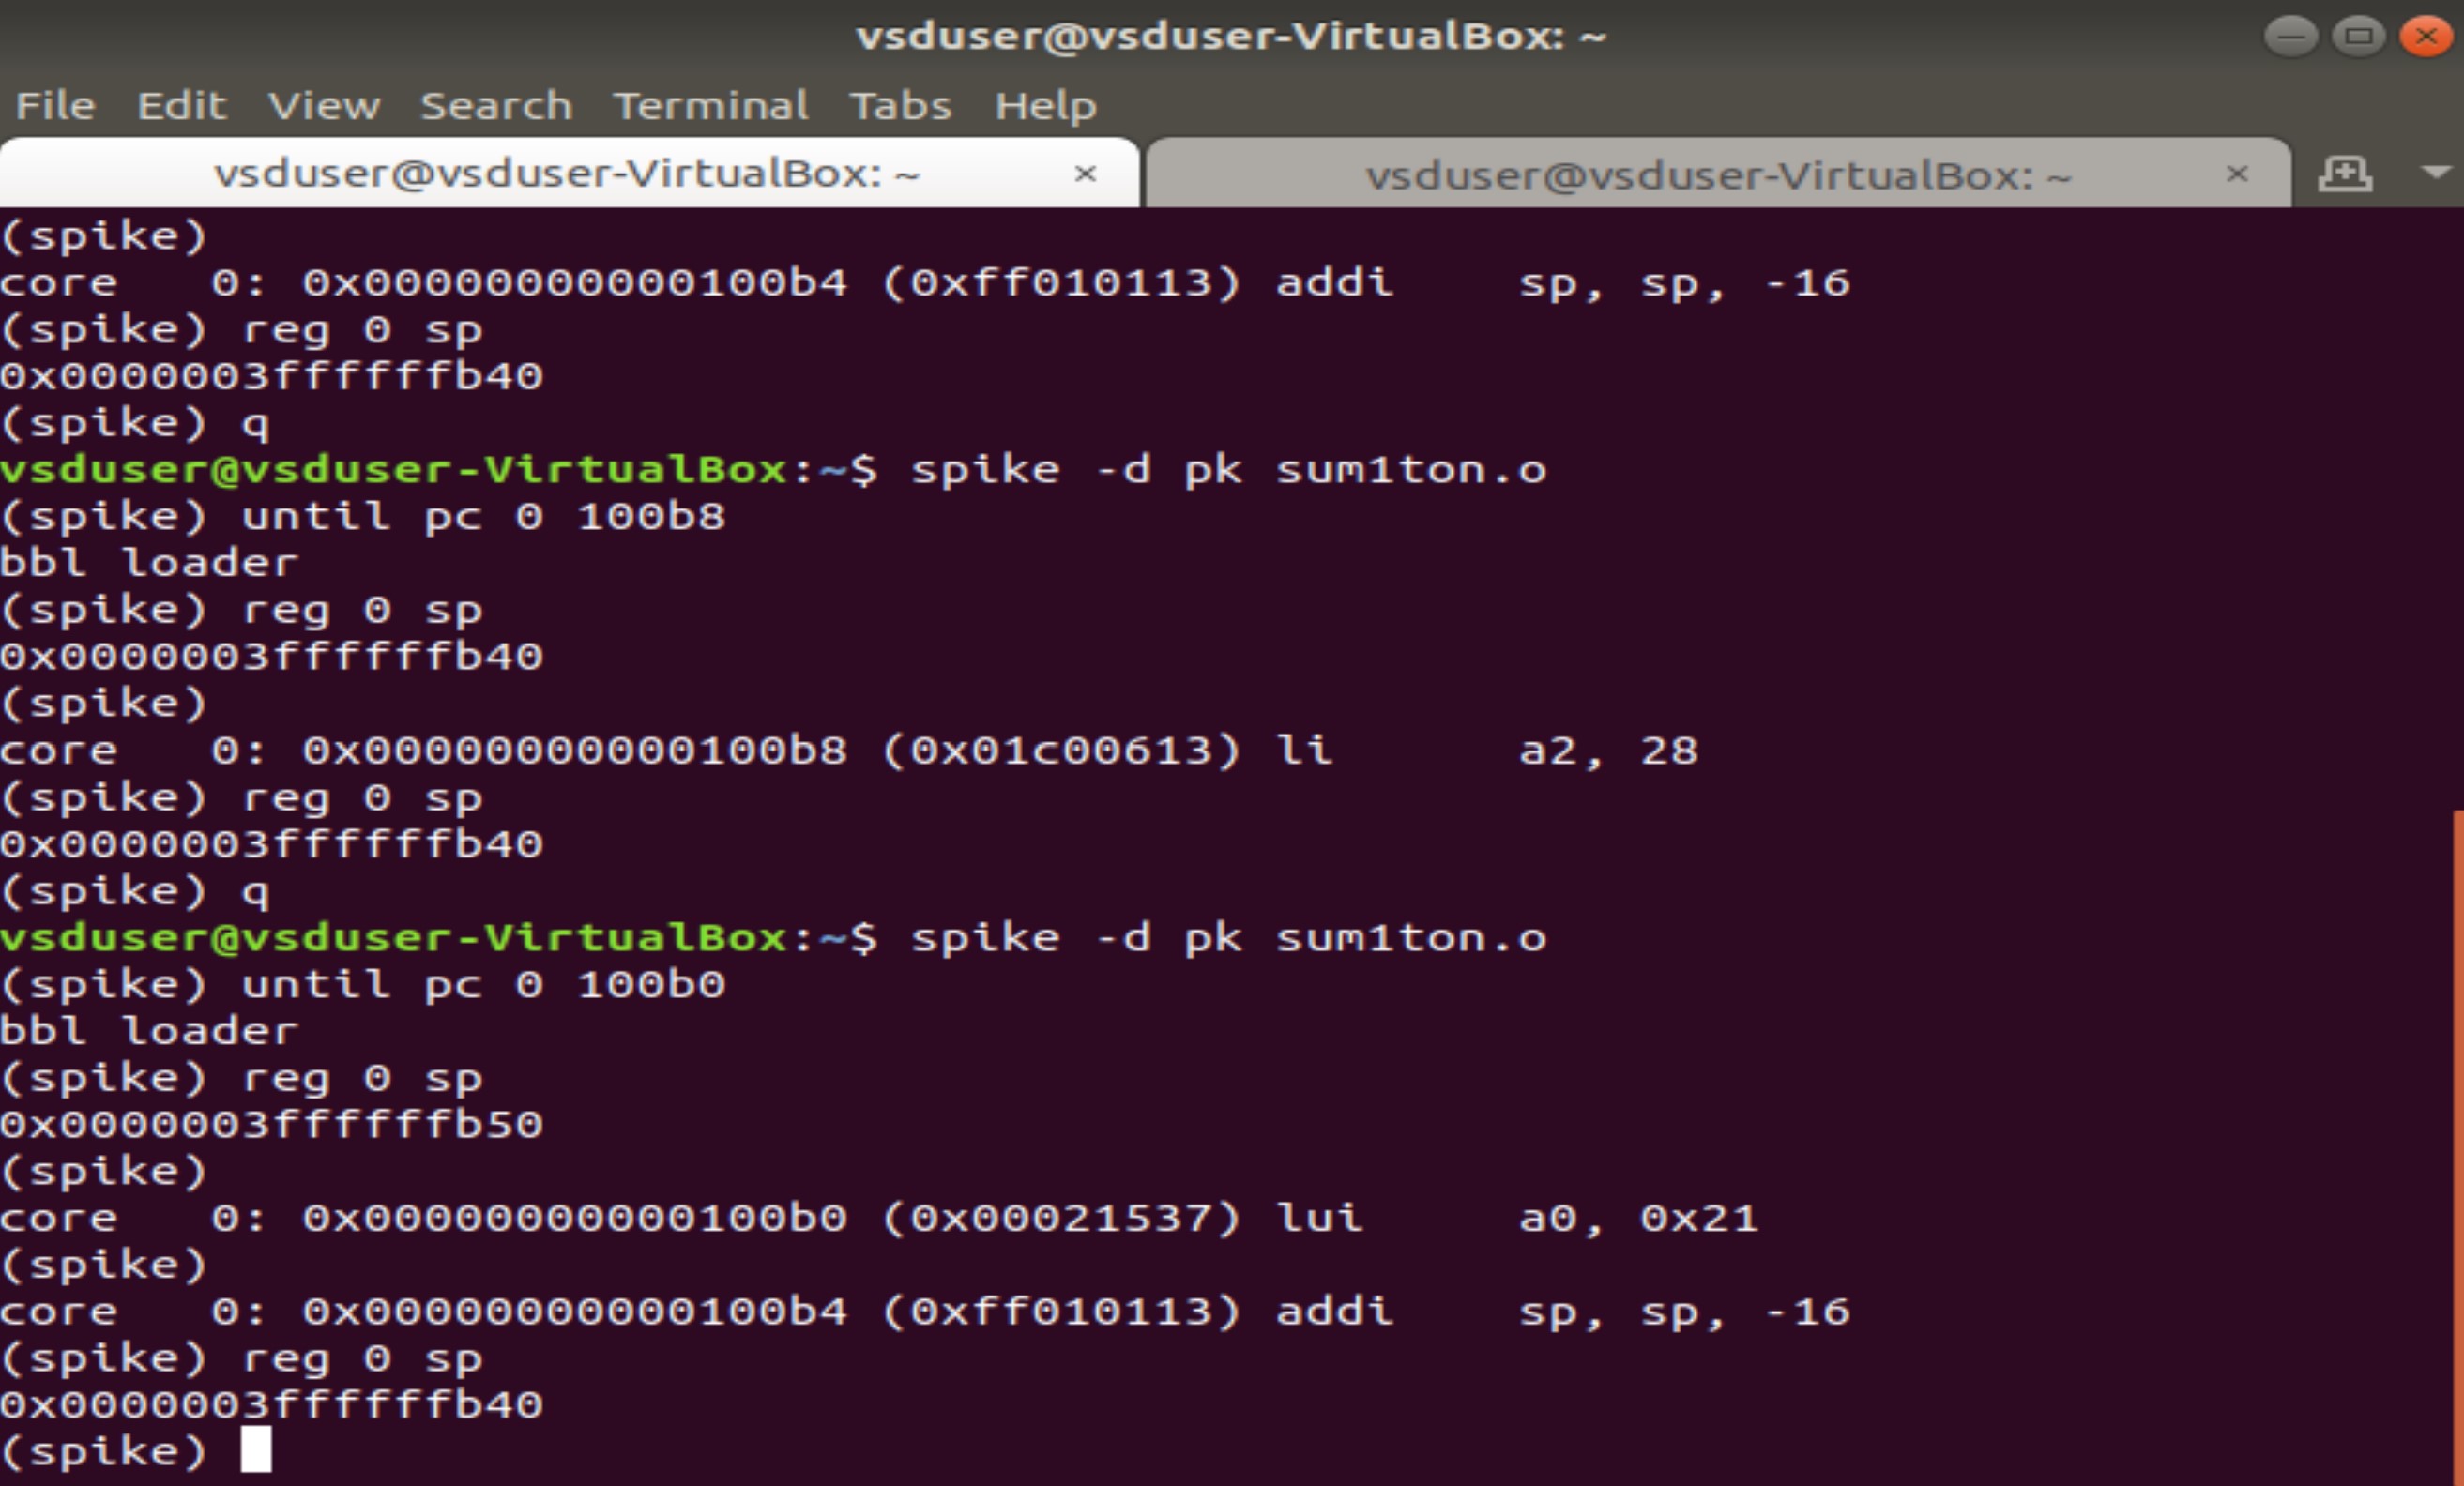 vsduser@vsduser-VirtualBox: ~
File Edit View Search Terminal Tabs Help
vsduser@vsduser-VirtualBox: ~ × vsduser@vsduser-VirtualBox: ~ ×
(spike)
core   0: 0x00000000000100b4 (0xff010113) addi    sp, sp, -16
(spike) reg 0 sp
0x0000003ffffffb40
(spike) q
vsduser@vsduser-VirtualBox:~$ spike -d pk sum1ton.o
(spike) until pc 0 100b8
bbl loader
(spike) reg 0 sp
0x0000003ffffffb40
(spike)
core   0: 0x00000000000100b8 (0x01c00613) li      a2, 28
(spike) reg 0 sp
0x0000003ffffffb40
(spike) q
vsduser@vsduser-VirtualBox:~$ spike -d pk sum1ton.o
(spike) until pc 0 100b0
bbl loader
(spike) reg 0 sp
0x0000003ffffffb50
(spike)
core   0: 0x00000000000100b0 (0x00021537) lui     a0, 0x21
(spike)
core   0: 0x00000000000100b4 (0xff010113) addi    sp, sp, -16
(spike) reg 0 sp
0x0000003ffffffb40
(spike)